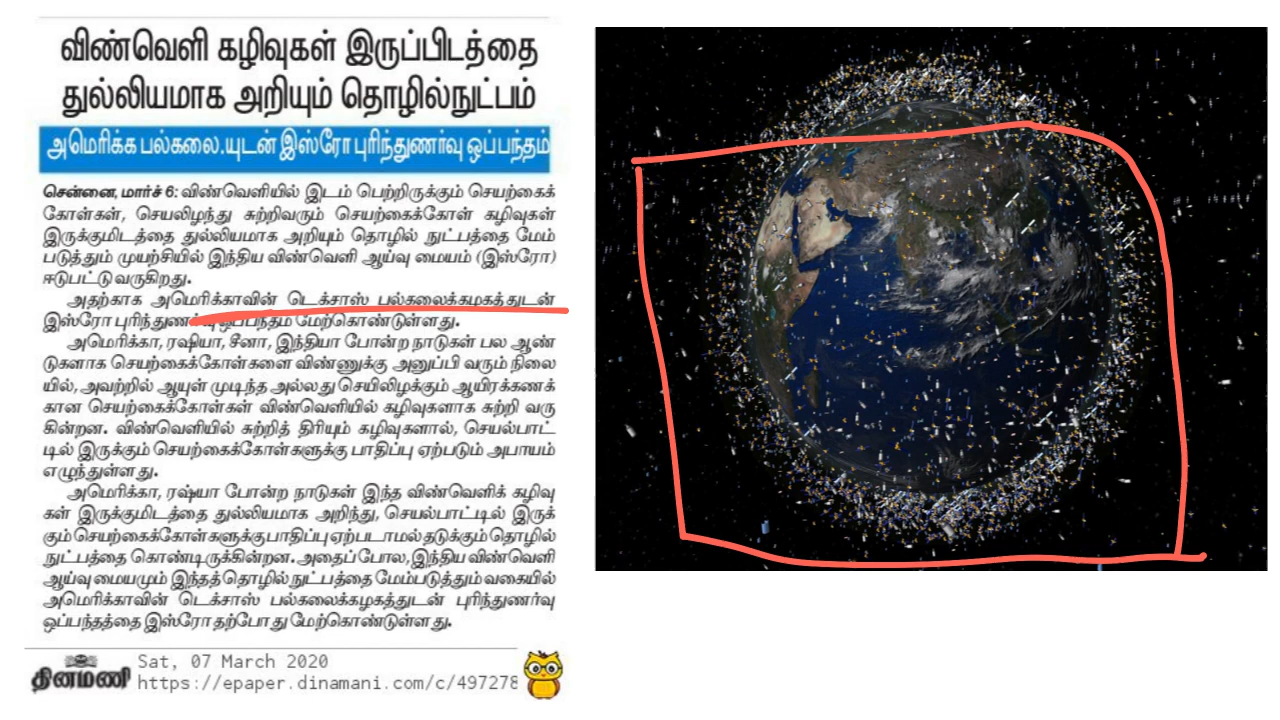 விண்வெளி கழிவுகள் இருப்பிடத்தை
துல்லியமாக அறியும் தொழில்நுட்பம்
அமெரிக்க பல்கலை.யுடன் இஸ்ரோ புரிந்துணர்வு ஒப்பந்தம்
சென்னை, மார்ச் 6: விண்வெளியில் இடம் பெற்றிருக்கும் செயற்கைக்
கோள்கள், செயலிழந்து சுற்றிவரும் செயற்கைக்கோள் கழிவுகள்
இருக்குமிடத்தை துல்லியமாக அறியும் தொழில் நுட்பத்தை மேம்
படுத்தும் முயற்சியில் இந்திய விண்வெளி ஆய்வு மையம் (இஸ்ரோ)
ஈடுபட்டு வருகிறது.
அதற்காக அமெரிக்காவின் டெக்சாஸ் பல்கலைக்கழகத்துடன்
இஸ்ரோ புரிந்துணர்வு ஒப்பந்தம் மேற்கொண்டுள்ளது.
அமெரிக்கா, ரஷியா, சீனா, இந்தியா போன்ற நாடுகள் பல ஆண்
டுகளாக செயற்கைக்கோள்களை விண்ணுக்கு அனுப்பி வரும் நிலை
யில், அவற்றில் ஆயுள் முடிந்த அல்லது செயிலிழக்கும் ஆயிரக்கணக்
கான செயற்கைக்கோள்கள் விண்வெளியில் கழிவுகளாக சுற்றி வரு
கின்றன. விண்வெளியில் சுற்றித் திரியும் கழிவுகளால், செயல்பாட்
டில் இருக்கும் செயற்கைக்கோள்களுக்கு பாதிப்பு ஏற்படும் அபாயம்
எழுந்துள்ளது.
அமெரிக்கா, ரஷ்யா போன்ற நாடுகள் இந்த விண்வெளிக் கழிவு
கள் இருக்குமிடத்தை துல்லியமாக அறிந்து, செயல்பாட்டில் இருக்
கும் செயற்கைக்கோள்களுக்கு பாதிப்பு ஏற்படாமல் தடுக்கும் தொழில்
நுட்பத்தை கொண்டிருக்கின்றன. அதைப் போல, இந்திய விண்வெளி
ஆய்வு மையமும் இந்தத் தொழில் நுட்பத்தை மேம்படுத்தும் வகையில்
அமெரிக்காவின் டெக்சாஸ் பல்கலைக்கழகத்துடன் புரிந்துணர்வு
ஒப்பந்தத்தை இஸ்ரோ தற்போது மேற்கொண்டுள்ளது.
தினமணி
Sat, 07 March 2020
https://epaper.dinamani.com/c/497278